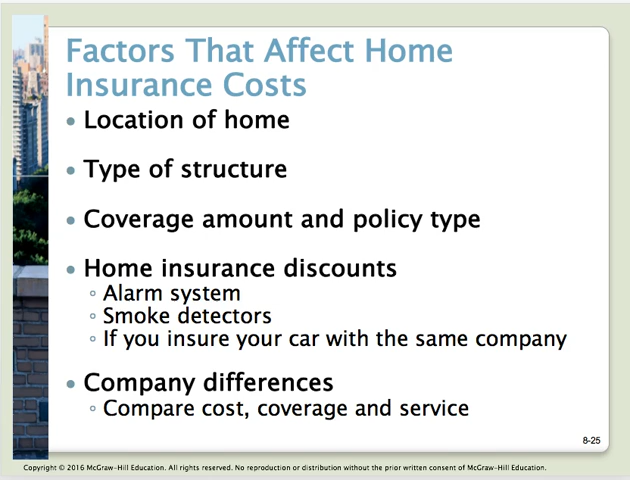 Factors That Affect Home
Insurance Costs
• Location of home
• Type of structure
• Coverage amount and policy type
• Home insurance discounts
◦ Alarm system
◦ Smoke detectors
◦ If you insure your car with the same company
• Company differences
◦ Compare cost, coverage and service
8-25
Copyright © 2016 McGraw-Hill Education. All rights reserved. No reproduction or distribution without the prior written consent of McGraw-Hill Education.